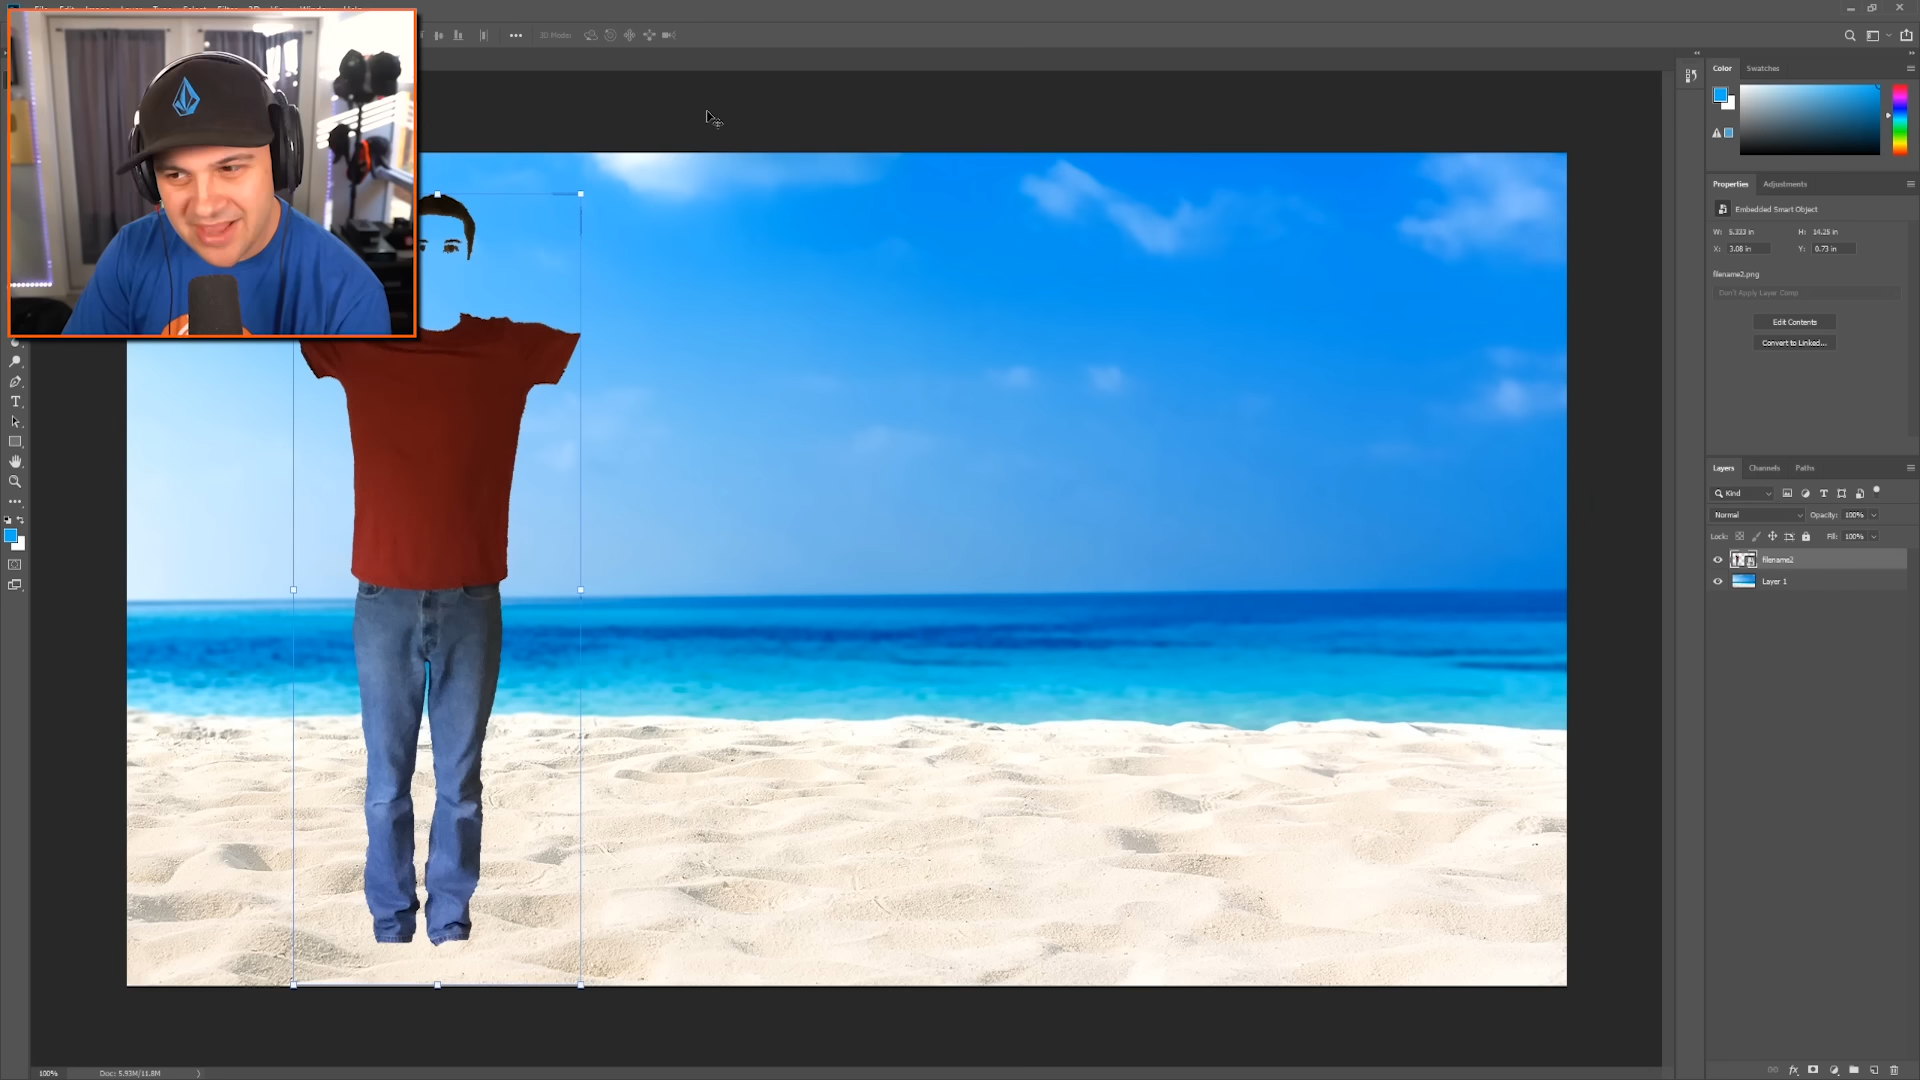 3D Mode:
Color Swatches
Properties Adjustments
Embedded Smart Object
W: 5.333 in H: 14.25 in
X: 3.08 in Y: 0.73 in
filename2.png
Don't Apply Layer Comp
Edit Contents
Convert to Linked...
Layers Channels Paths
Kind
Normal Opacity: 100%
Lock: Fill: 100%
filename2
Layer 1
100% Doc: 5.93M/11.8M